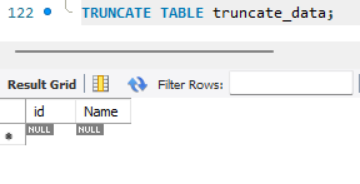 122 TRUNCATE TABLE truncate_data;
Result Grid Filter Rows:
id Name
NULL NULL